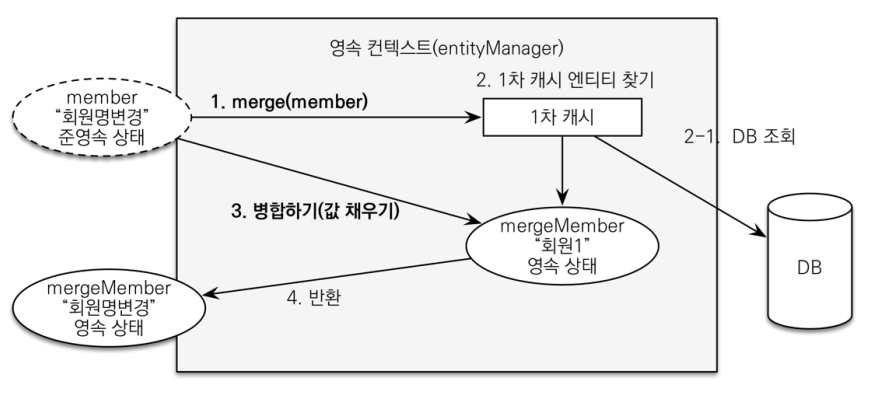 영속 컨텍스트(entityManager)
2. 1차 캐시 엔티티 찾기
member
“회원명변경”
준영속 상태
1. merge(member)
1차 캐시
2-1. DB 조회
3. 병합하기(값 채우기)
mergeMember
“회원1”
영속 상태
DB
mergeMember
“회원명변경”
영속 상태
4. 반환